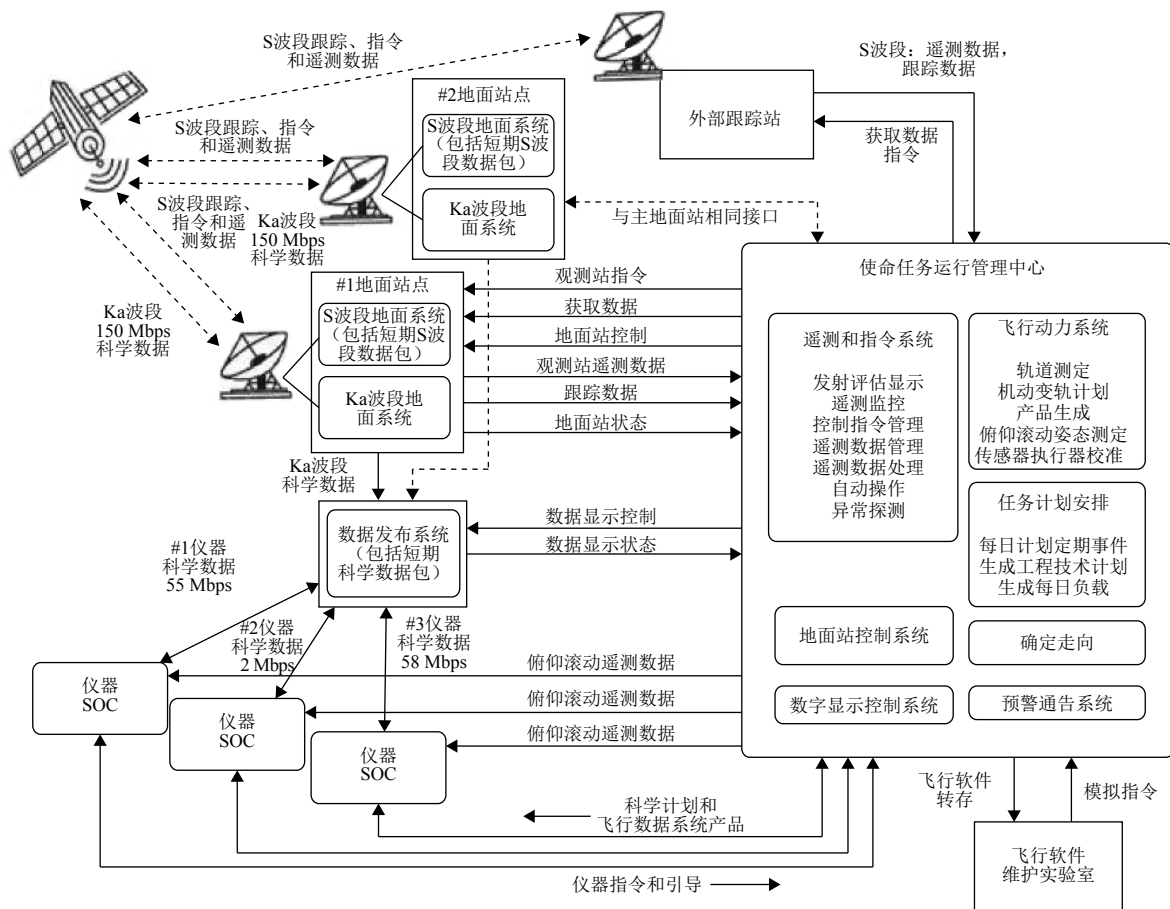 S波段跟踪、指令
和遥测数据
S波段：遥测数据，
跟踪数据
外部跟踪站
获取数据
指令
#2地面站点
S波段地面系统
（包括短期S波
段数据包）
Ka波段地
面系统
S波段跟踪、指令
和遥测数据
S波段跟踪、
指令和遥
测数据
Ka波段
150 Mbps
科学数据
与主地面站相同接口
Ka波段
150 Mbps
科学数据
#1地面站点
S波段地面系统
（包括短期S波
段数据包）
Ka波段地
面系统
观测站指令
获取数据
地面站控制
观测站遥测数据
跟踪数据
地面站状态
Ka波段
科学数据
数据发布系统
（包括短期
科学数据包）
数据显示控制
数据显示状态
使命任务运行管理中心
遥测和指令系统
发射评估显示
遥测监控
控制指令管理
遥测数据管理
遥测数据处理
自动操作
异常探测
飞行动力系统
轨道测定
机动变轨计划
产品生成
俯仰滚动姿态测定
传感器执行器校准
任务计划安排
每日计划定期事件
生成工程技术计划
生成每日负载
地面站控制系统
确定走向
数字显示控制系统
预警通告系统
#1仪器
科学数据
55 Mbps
#2仪器
科学数据
2 Mbps
#3仪器
科学数据
58 Mbps
仪器
SOC
仪器
SOC
仪器
SOC
俯仰滚动遥测数据
俯仰滚动遥测数据
俯仰滚动遥测数据
科学计划和
飞行数据系统产品
仪器指令和引导
飞行软件
转存
模拟指令
飞行软件
维护实验室